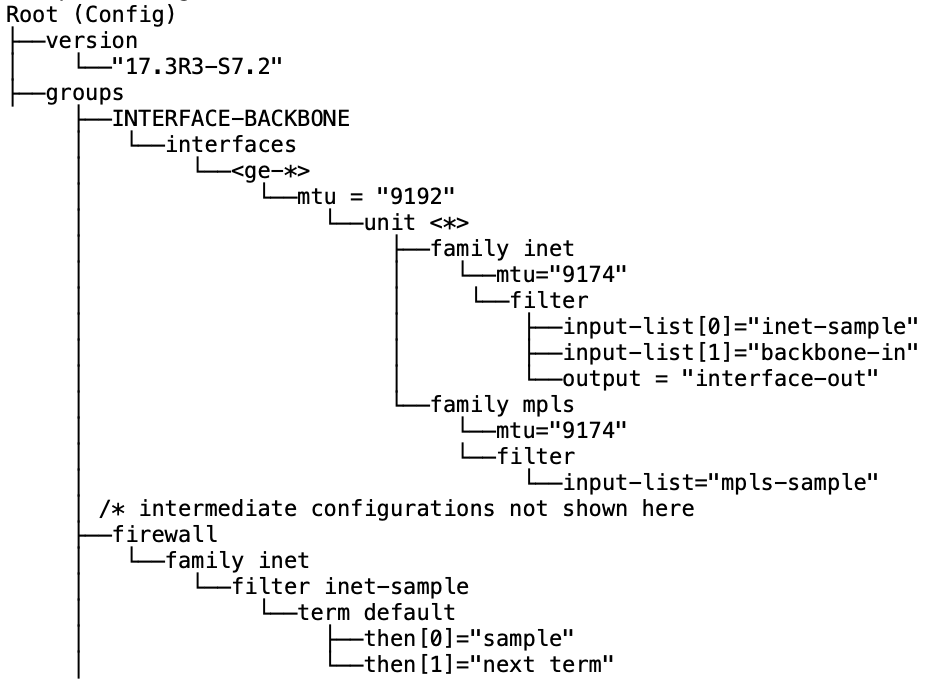 Root (Config)
├──version
└──"17.3R3-S7.2"
├──groups
├──INTERFACE-BACKBONE
└──interfaces
└──<ge-*>
└──mtu = "9192"
└──unit <*>
├──family inet
└──mtu="9174"
└──filter
├──input-list[0]="inet-sample"
├──input-list[1]="backbone-in"
└──output = "interface-out"
└──family mpls
└──mtu="9174"
└──filter
└──input-list="mpls-sample"
/* intermediate configurations not shown here
├──firewall
└──family inet
└──filter inet-sample
└──term default
├──then[0]="sample"
└──then[1]="next term"